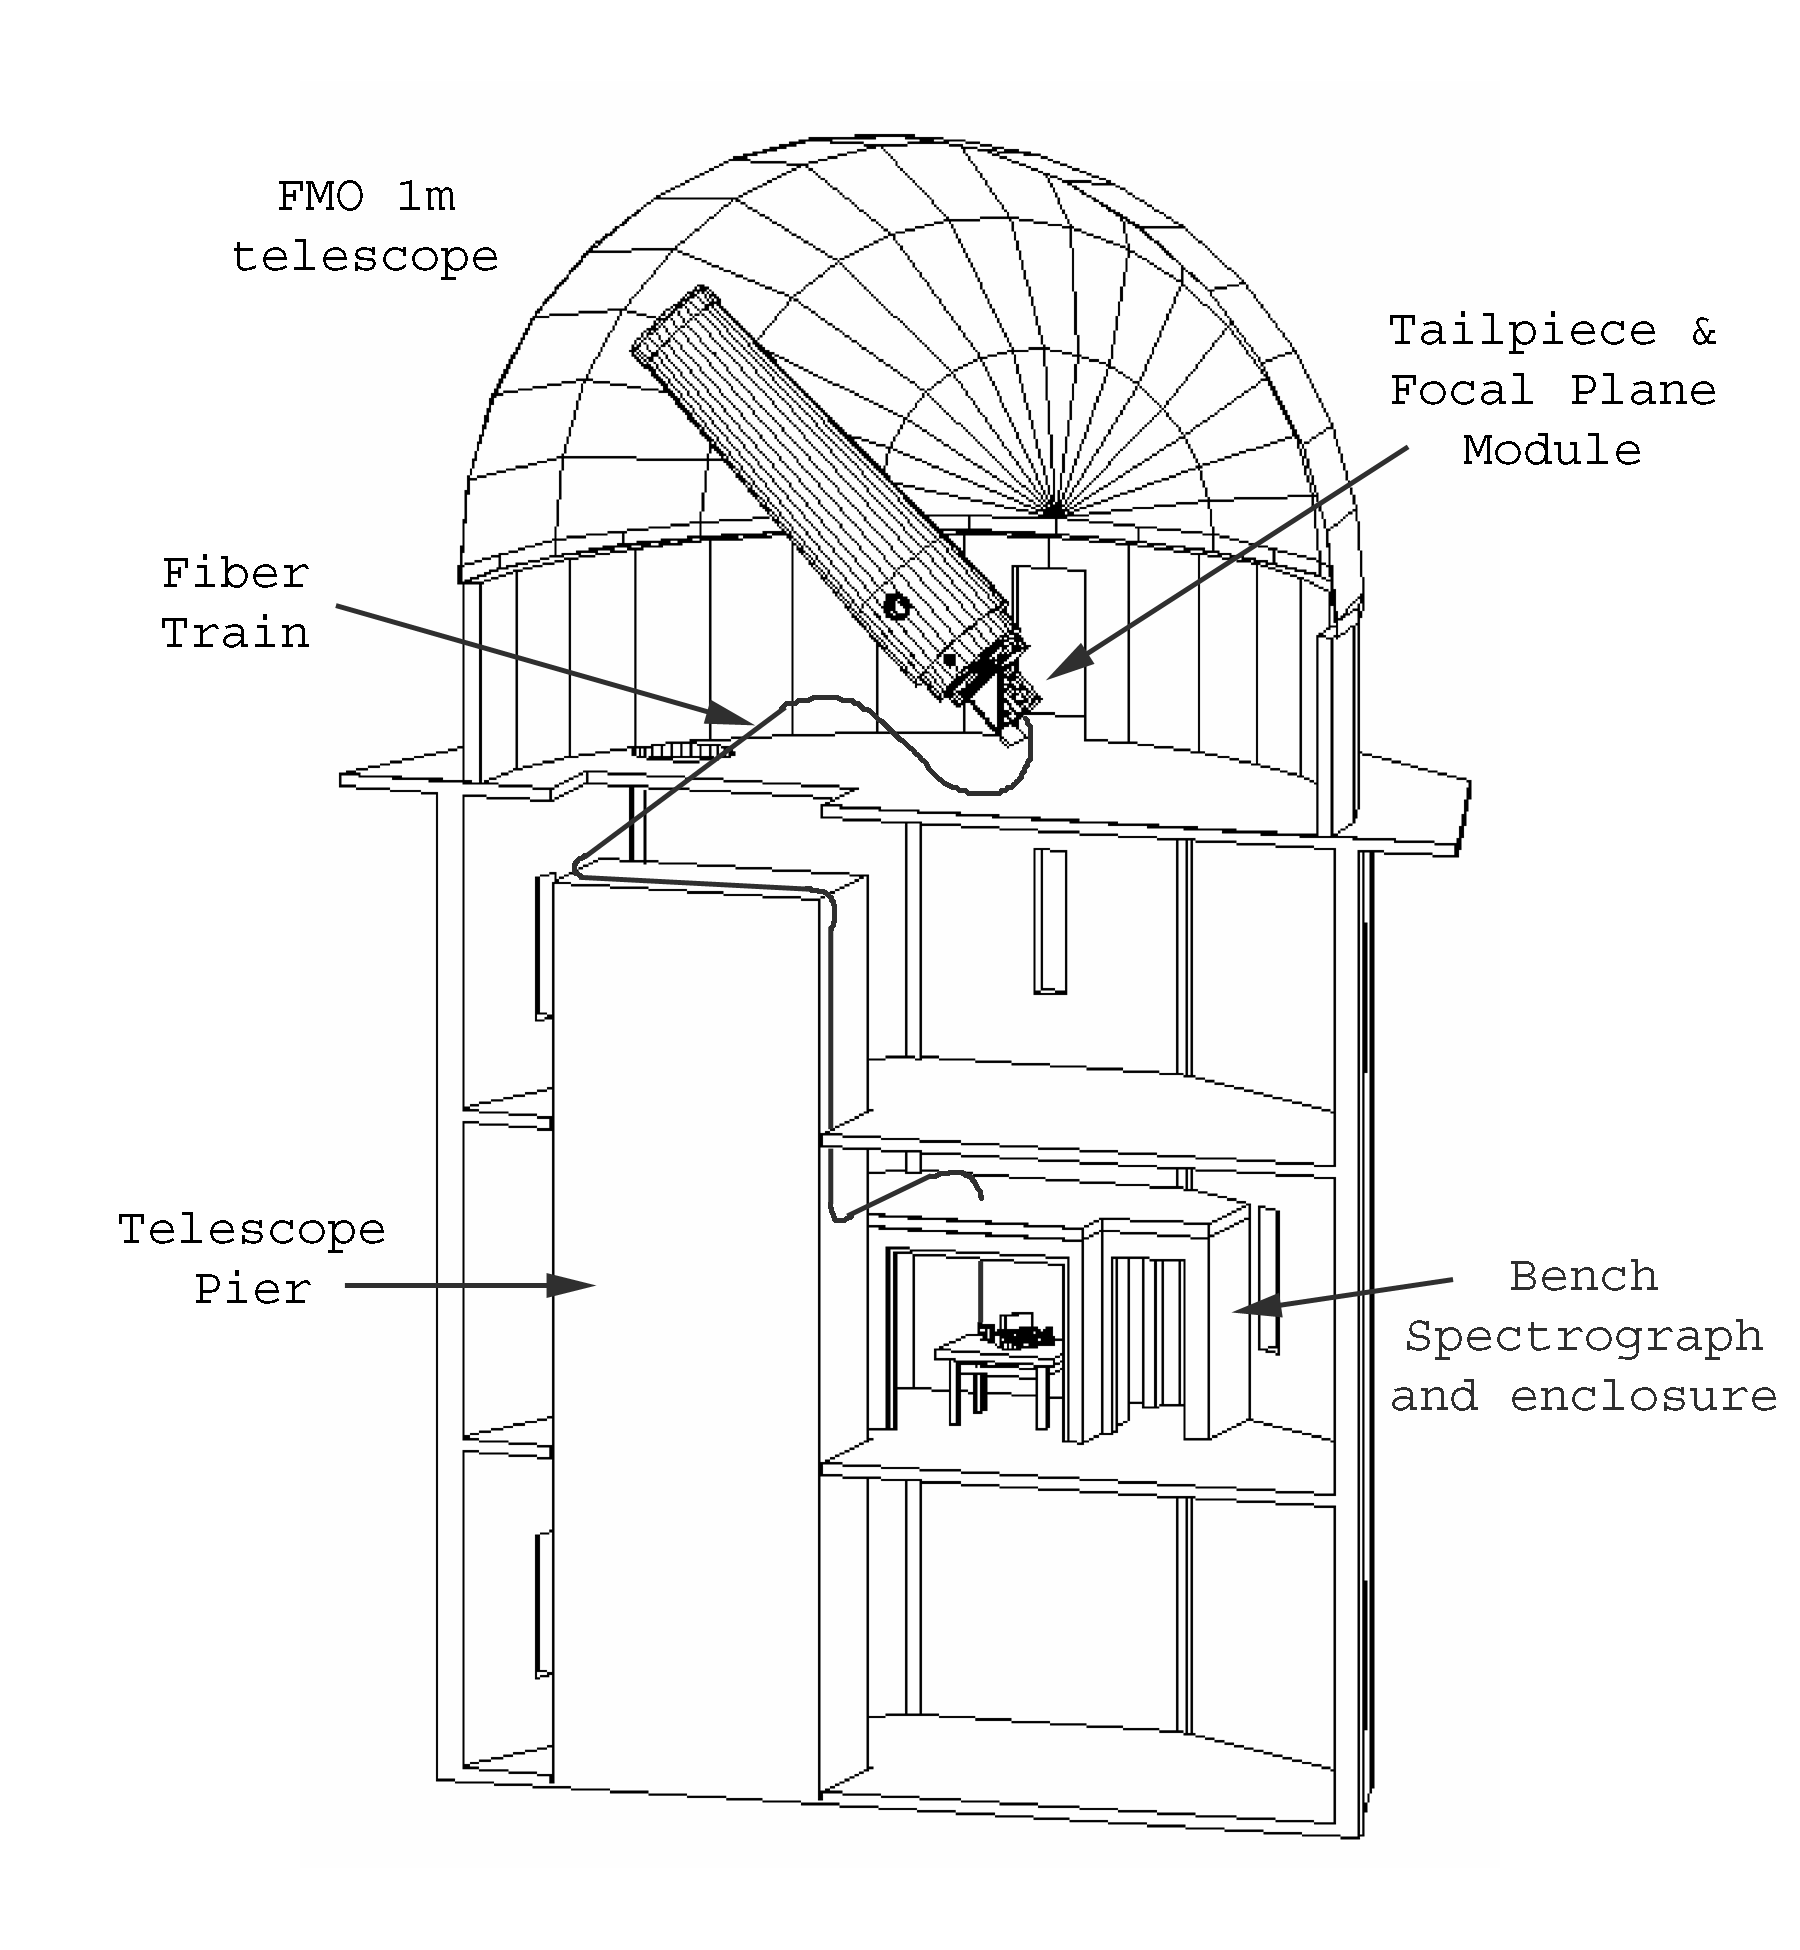 FMO 1m
telescope
Tailpiece &
Focal Plane
Module
Fiber
Train
Telescope
Pier
Bench
Spectrograph
and enclosure